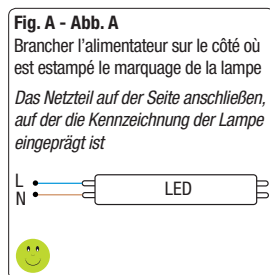 Fig. A - Abb. A
Brancher l’alimentateur sur le côté où
est estampé le marquage de la lampe
Das Netzteil auf der Seite anschließen,
auf der die Kennzeichnung der Lampe
eingeprägt ist
L
N
LED